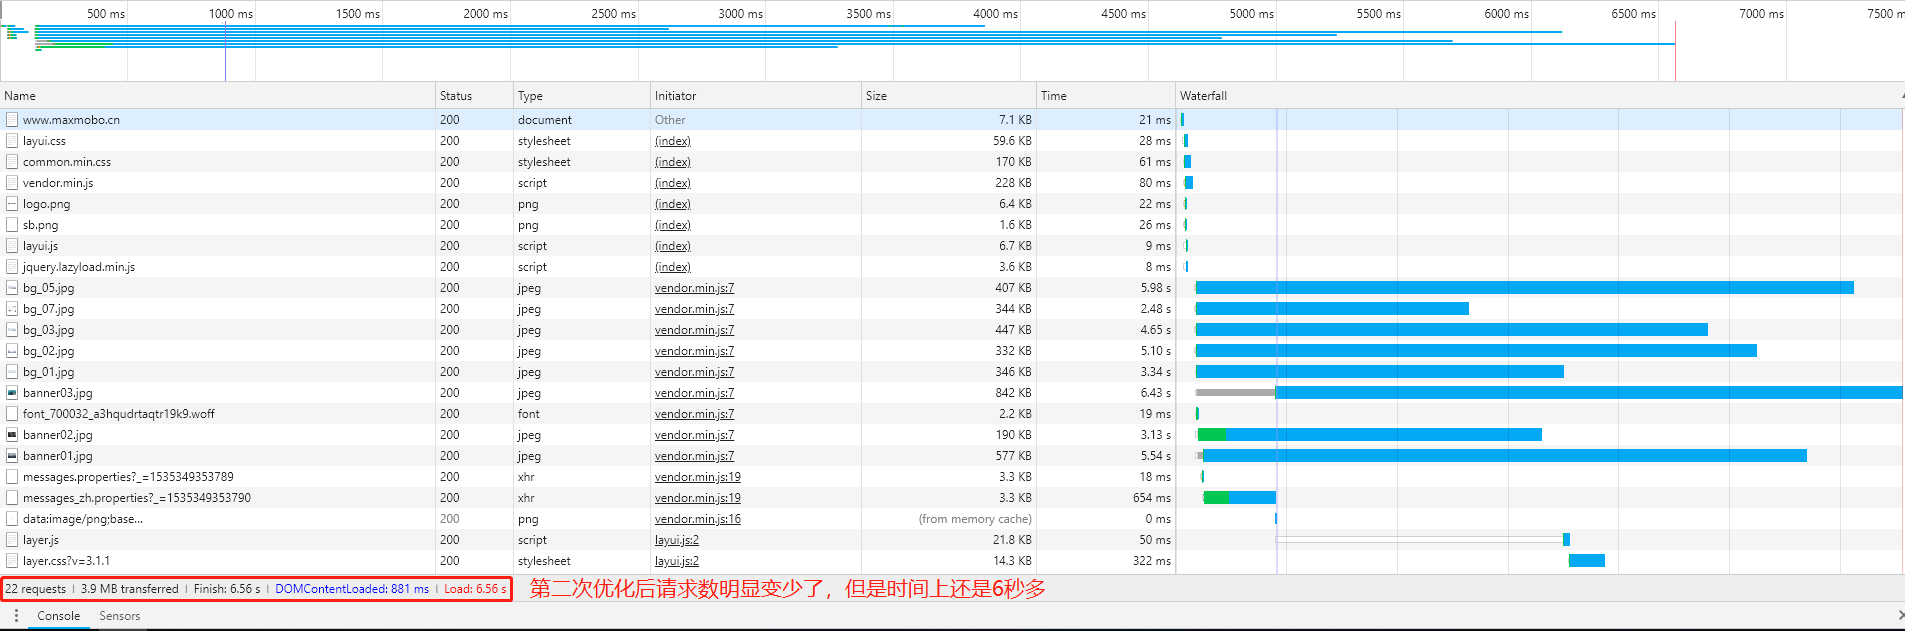 500 ms 1000 ms 1500 ms 2000 ms 2500 ms 3000 ms 3500 ms 4000 ms 4500 ms 5000 ms 5500 ms 6000 ms 6500 ms 7000 ms 7500 m
Name Status Type Initiator Size Time Waterfall
www.maxmobo.cn 200 document Other 7.1 KB 21 ms
layui.css 200 stylesheet (index) 59.6 KB 28 ms
common.min.css 200 stylesheet (index) 170 KB 61 ms
vendor.min.js 200 script (index) 228 KB 80 ms
logo.png 200 png (index) 6.4 KB 22 ms
sb.png 200 png (index) 1.6 KB 26 ms
layui.js 200 script (index) 6.7 KB 9 ms
jquery.lazyload.min.js 200 script (index) 3.6 KB 8 ms
bg_05.jpg 200 jpeg vendor.min.js:7 407 KB 5.98 s
bg_07.jpg 200 jpeg vendor.min.js:7 344 KB 2.48 s
bg_03.jpg 200 jpeg vendor.min.js:7 447 KB 4.65 s
bg_02.jpg 200 jpeg vendor.min.js:7 332 KB 5.10 s
bg_01.jpg 200 jpeg vendor.min.js:7 346 KB 3.34 s
banner03.jpg 200 jpeg vendor.min.js:7 842 KB 6.43 s
font_700032_a3hqudrtaqtr19k9.woff 200 font vendor.min.js:7 2.2 KB 19 ms
banner02.jpg 200 jpeg vendor.min.js:7 190 KB 3.13 s
banner01.jpg 200 jpeg vendor.min.js:7 577 KB 5.54 s
messages.properties?_=1535349353789 200 xhr vendor.min.js:19 3.3 KB 18 ms
messages_zh.properties?_=1535349353790 200 xhr vendor.min.js:19 3.3 KB 654 ms
data:image/png;base... 200 png vendor.min.js:16 (from memory cache) 0 ms
layer.js 200 script layui.js:2 21.8 KB 50 ms
layer.css?v=3.1.1 200 stylesheet layui.js:2 14.3 KB 322 ms
22 requests | 3.9 MB transferred | Finish: 6.56 s | DOMContentLoaded: 881 ms | Load: 6.56 s 第二次优化后请求数明显变少了，但是时间上还是6秒多
Console Sensors